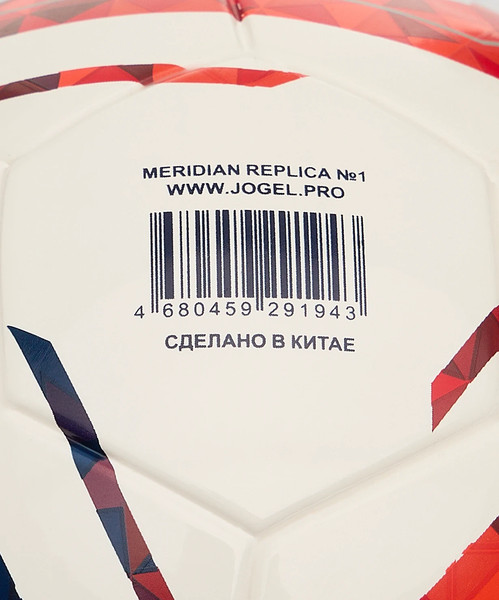 MERIDIAN REPLICA №1
WWW.JOGEL.PRO
4 680459 291943
СДЕЛАНО В КИТАЕ